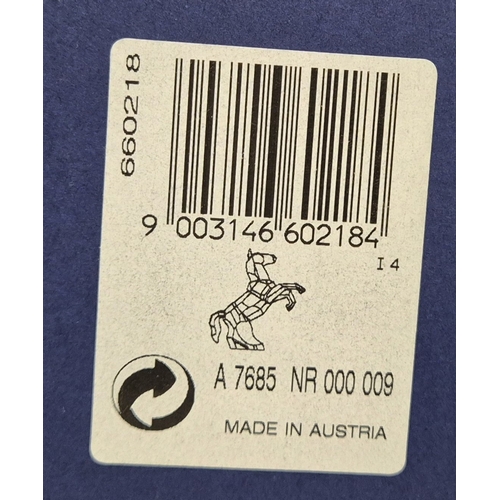 660218
9 003146 602184
I 4
A 7685 NR 000 009
MADE IN AUSTRIA